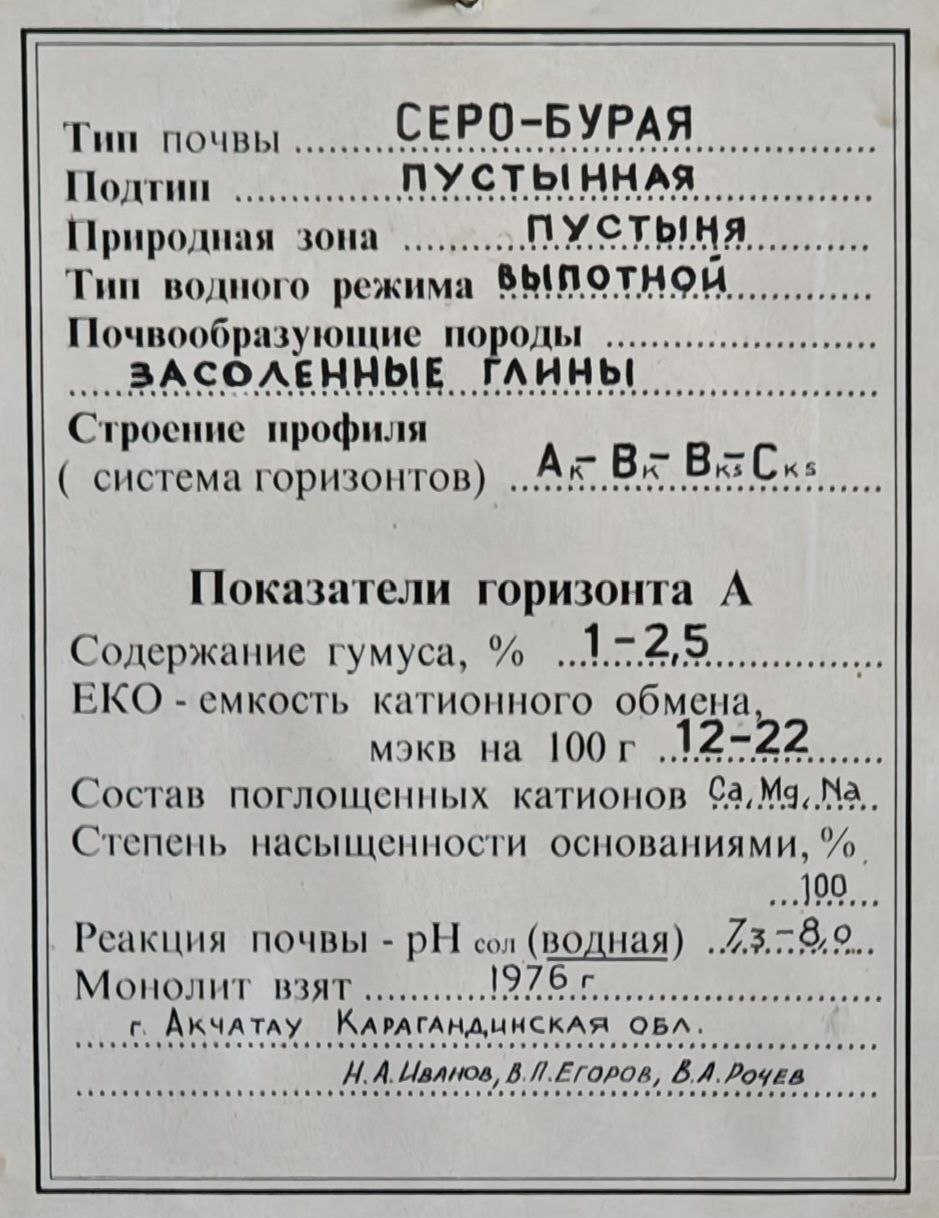 Тип почвы ..... СЕРО-БУРАЯ .....
Подтип ..... ПУСТЫННАЯ .....
Природная зона ..... ПУСТЫНЯ .....
Тип водного режима ВЫПОТНОЙ .....
Почвообразующие породы .....
ЗАСОЛЕННЫЕ ГЛИНЫ .....
Строение профиля
( система горизонтов) Aк- Bк- Bкs- Cкs
Показатели горизонта А
Содержание гумуса, % ... 1-2,5 .....
ЕКО - емкость катионного обмена,
мэкв на 100 г 12-22 .....
Состав поглощенных катионов Ca, Mg, Na..
Степень насыщенности основаниями, %
...100...
Реакция почвы - pH сол (водная) ..7,3-8,0..
Монолит взят ..... 1976 г .....
г. АКЧАТАУ КАРАГАНДИНСКАЯ ОБЛ.
Н.А.ИВАНОВ, В.П.ЕГОРОВ, В.А.РОЧЕВ